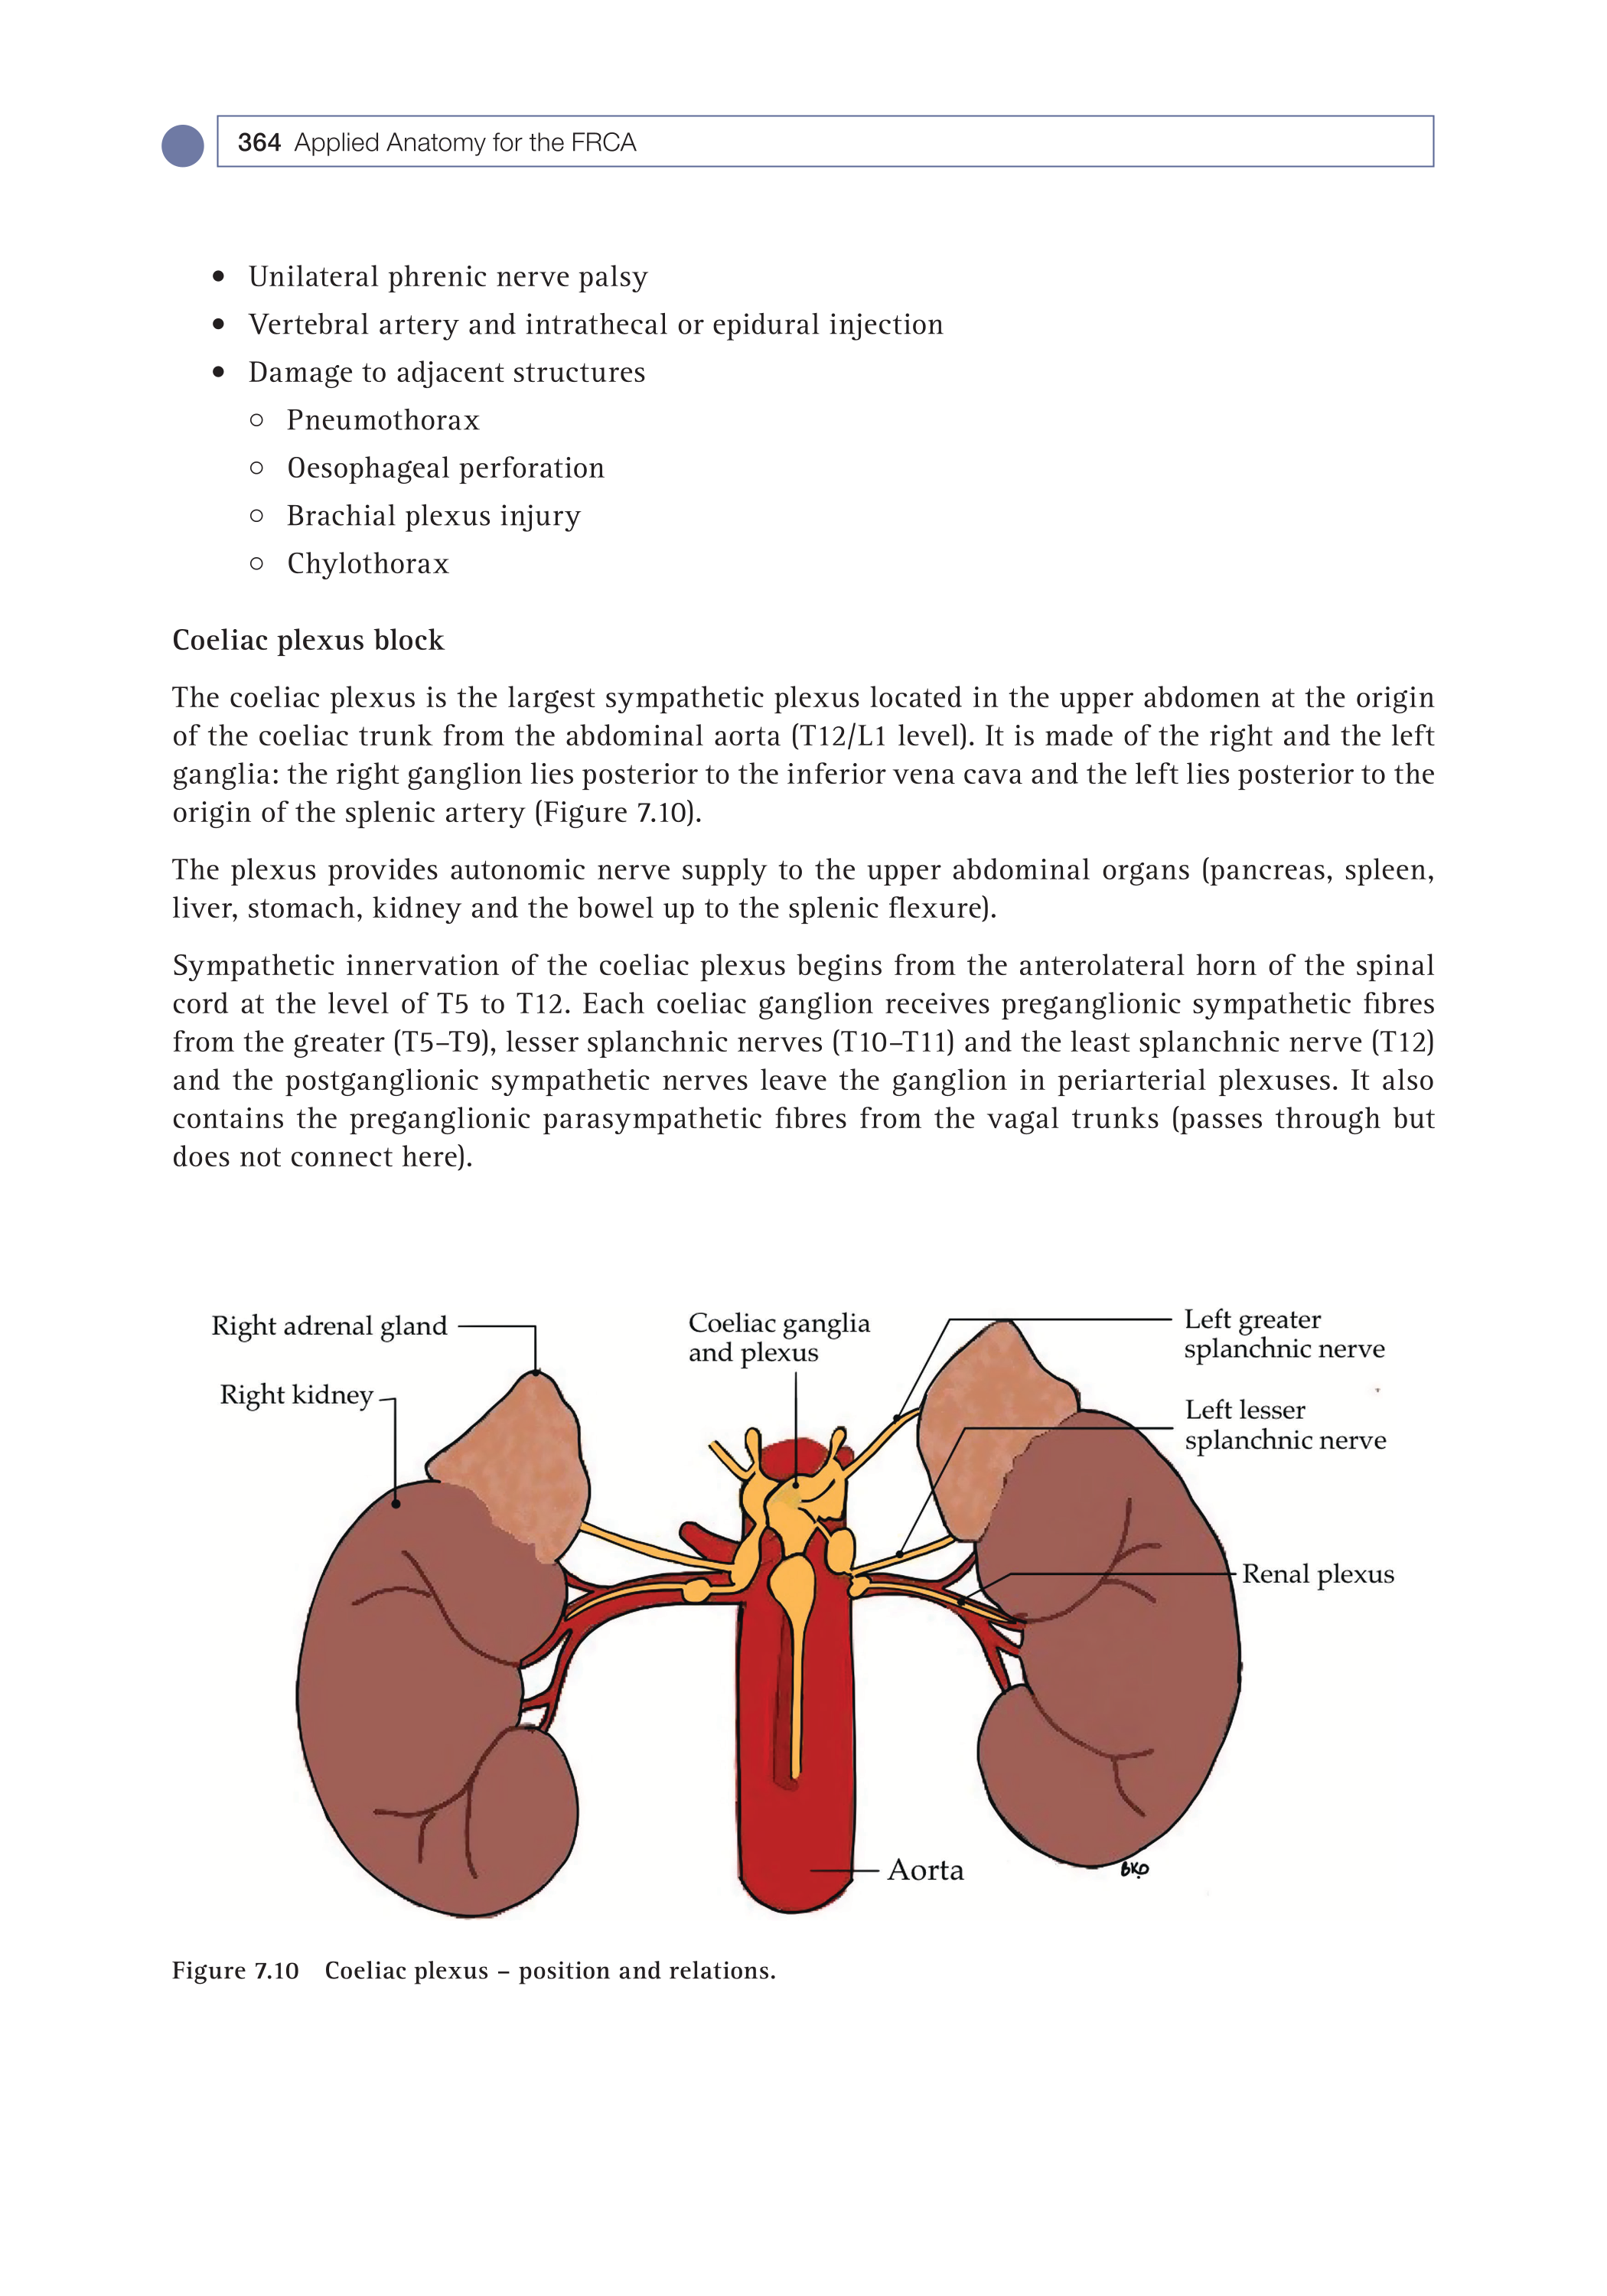 364 Applied Anatomy for the FRCA
• Unilateral phrenic nerve palsy
• Vertebral artery and intrathecal or epidural injection
• Damage to adjacent structures
○ Pneumothorax
○ Oesophageal perforation
○ Brachial plexus injury
○ Chylothorax
Coeliac plexus block
The coeliac plexus is the largest sympathetic plexus located in the upper abdomen at the origin
of the coeliac trunk from the abdominal aorta (T12/L1 level). It is made of the right and the left
ganglia: the right ganglion lies posterior to the inferior vena cava and the left lies posterior to the
origin of the splenic artery (Figure 7.10).
The plexus provides autonomic nerve supply to the upper abdominal organs (pancreas, spleen,
liver, stomach, kidney and the bowel up to the splenic flexure).
Sympathetic innervation of the coeliac plexus begins from the anterolateral horn of the spinal
cord at the level of T5 to T12. Each coeliac ganglion receives preganglionic sympathetic fibres
from the greater (T5–T9), lesser splanchnic nerves (T10–T11) and the least splanchnic nerve (T12)
and the postganglionic sympathetic nerves leave the ganglion in periarterial plexuses. It also
contains the preganglionic parasympathetic fibres from the vagal trunks (passes through but
does not connect here).
Right adrenal gland
Right kidney
Coeliac ganglia
and plexus
Left greater
splanchnic nerve
Left lesser
splanchnic nerve
Renal plexus
Aorta
BKD
Figure 7.10 Coeliac plexus – position and relations.